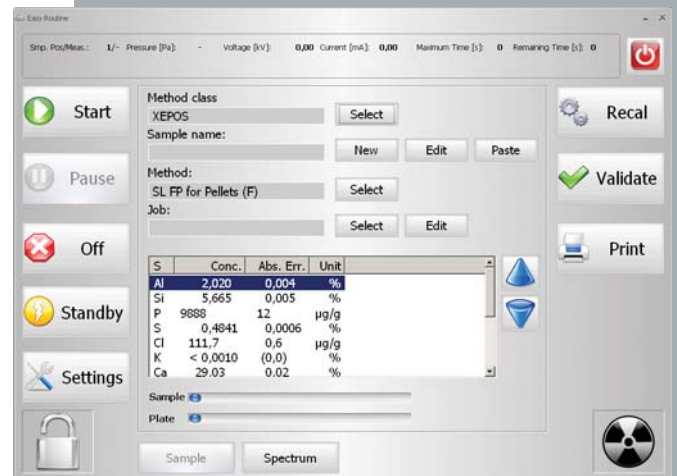 Easy Routine
Smp. Pos/Meas.: 1/- Pressure [Pa]: - Voltage [kV]: 0,00 Current [mA]: 0,00 Maximum Time [s]: 0 Remaining Time [s]: 0
Start
Pause
Off
Standby
Settings
Method class
XEPOS Select
Sample name:
New Edit Paste
Method:
SL FP for Pellets (F) Select
Job:
Select Edit
S Conc. Abs. Err. Unit
Al 2,020 0,004 %
Si 5,665 0,005 %
P 9888 12 µg/g
S 0,4841 0,0006 %
Cl 111,7 0,6 µg/g
K < 0,0010 (0,0) %
Ca 29.03 0.02 %
Sample
Plate
Sample Spectrum
Recal
Validate
Print